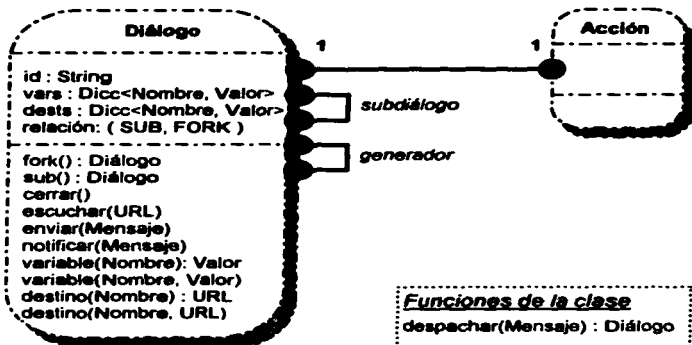 Diálogo
id : String
vars : Dicc<Nombre, Valor>
dests : Dicc<Nombre, Valor>
relación: ( SUB, FORK )
fork() : Diálogo
sub() : Diálogo
cerrar()
escuchar(URL)
enviar(Mensaje)
notificar(Mensaje)
variable(Nombre): Valor
variable(Nombre, Valor)
destino(Nombre) : URL
destino(Nombre, URL)
1
1
Acción
subdiálogo
generador
Funciones de la clase
despachar(Mensaje) : Diálogo